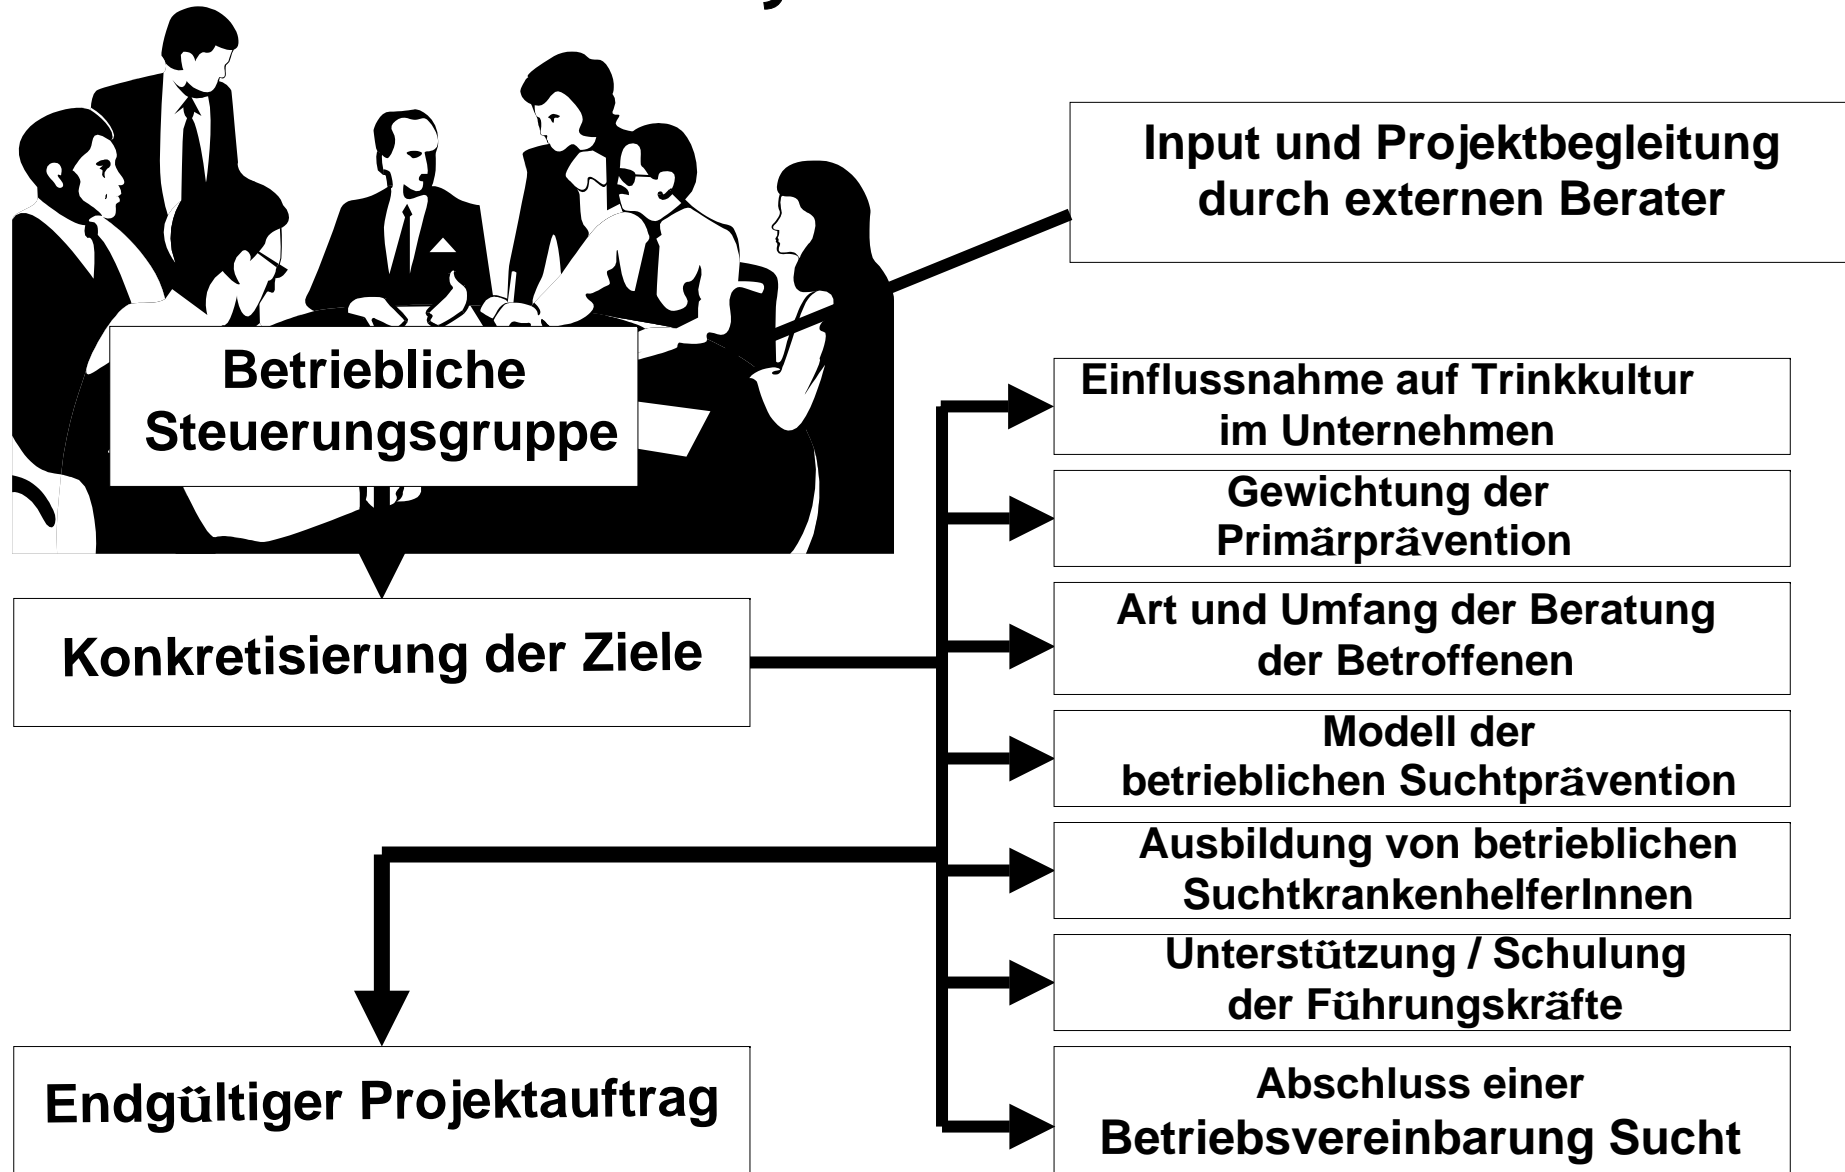 Input und Projektbegleitung
durch externen Berater
Betriebliche
Steuerungsgruppe
Konkretisierung der Ziele
Einflussnahme auf Trinkkultur
im Unternehmen
Gewichtung der
Primärprävention
Art und Umfang der Beratung
der Betroffenen
Modell der
betrieblichen Suchtprävention
Ausbildung von betrieblichen
SuchtkrankenhelferInnen
Unterstützung / Schulung
der Führungskräfte
Abschluss einer
Betriebsvereinbarung Sucht
Endgültiger Projektauftrag